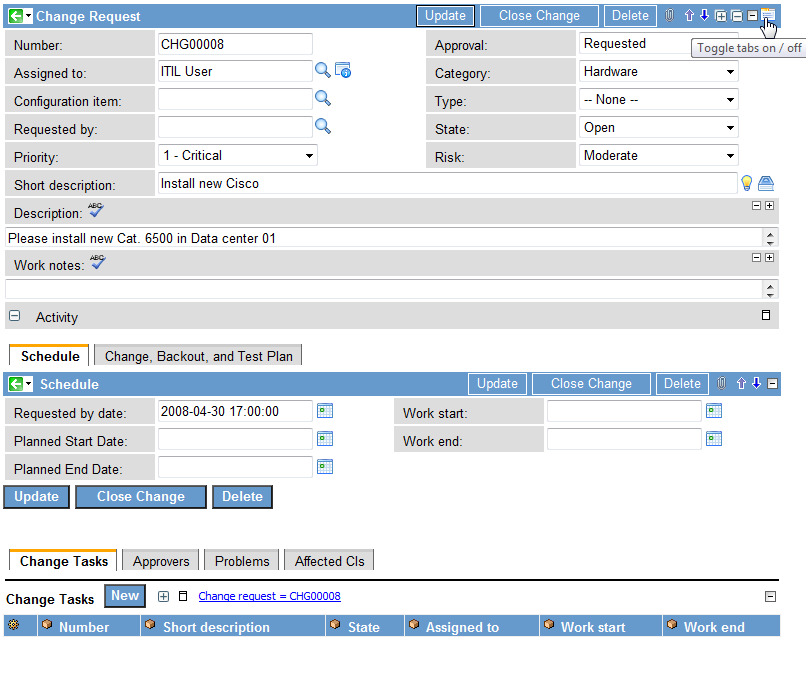 Change Request Update Close Change Delete
Toggle tabs on / off
Number: CHG00008 Approval: Requested
Assigned to: ITIL User Category: Hardware
Configuration item: Type: -- None --
Requested by: State: Open
Priority: 1 - Critical Risk: Moderate
Short description: Install new Cisco
Description: ABC
Please install new Cat. 6500 in Data center 01
Work notes: ABC
Activity
Schedule Change, Backout, and Test Plan
Schedule Update Close Change Delete
Requested by date: 2008-04-30 17:00:00 Work start:
Planned Start Date: Work end:
Planned End Date:
Update Close Change Delete
Change Tasks Approvers Problems Affected CIs
Change Tasks New Change request = CHG00008
Number Short description State Assigned to Work start Work end